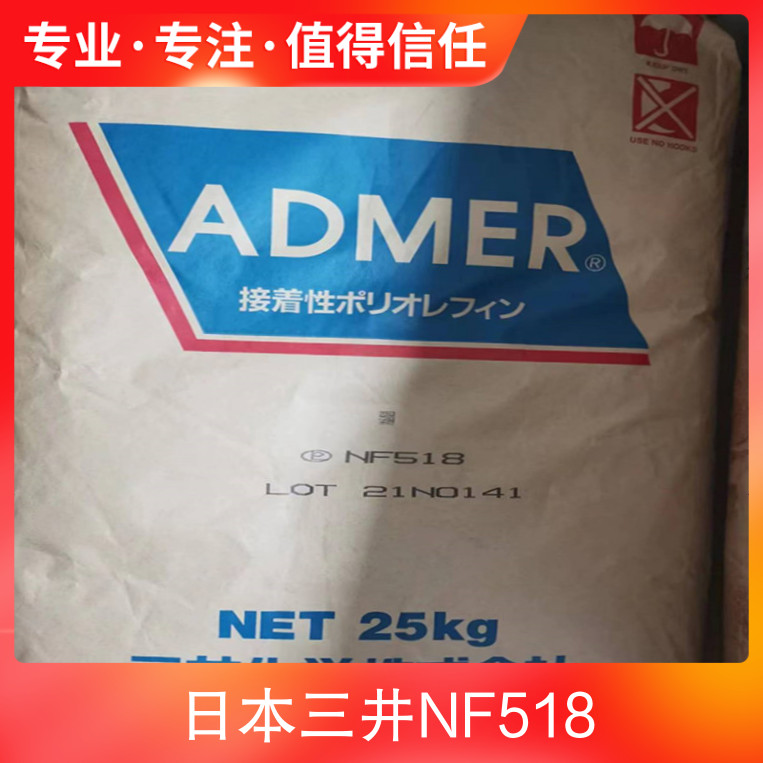 专业·专注·值得信任
USE NO HOOKS
ADMER®
接着性ポリオレフィン
Ⓟ NF518
LOT 21N0141
NET 25kg
日本三井NF518